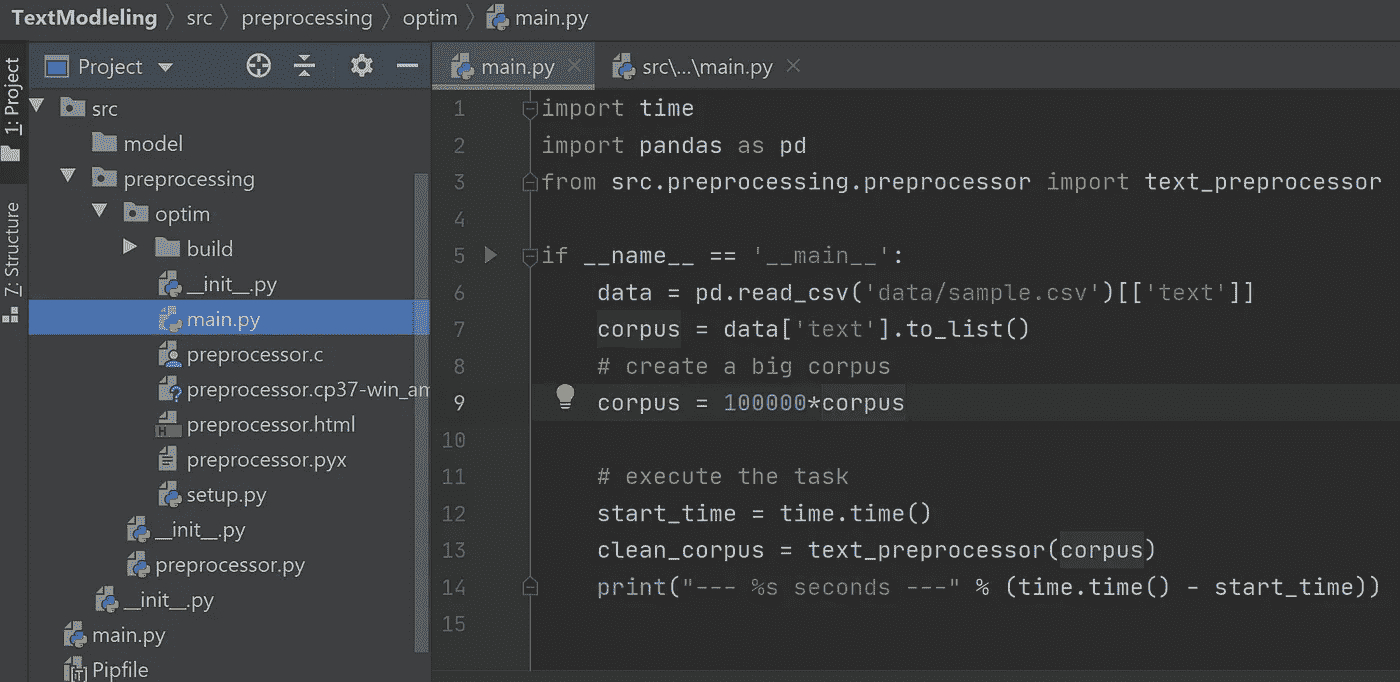 TextModleling src preprocessing optim main.py
1: Project
Z: Structure
Project
src
model
preprocessing
optim
build
__init__.py
main.py
preprocessor.c
preprocessor.cp37-win_am
preprocessor.html
preprocessor.pyx
setup.py
__init__.py
preprocessor.py
__init__.py
main.py
Pipfile
main.py src\...\main.py
1 import time
2 import pandas as pd
3 from src.preprocessing.preprocessor import text_preprocessor
4
5 if __name__ == '__main__':
6 data = pd.read_csv('data/sample.csv')[['text']]
7 corpus = data['text'].to_list()
8 # create a big corpus
9 corpus = 100000*corpus
10
11 # execute the task
12 start_time = time.time()
13 clean_corpus = text_preprocessor(corpus)
14 print("--- %s seconds ---" % (time.time() - start_time))
15